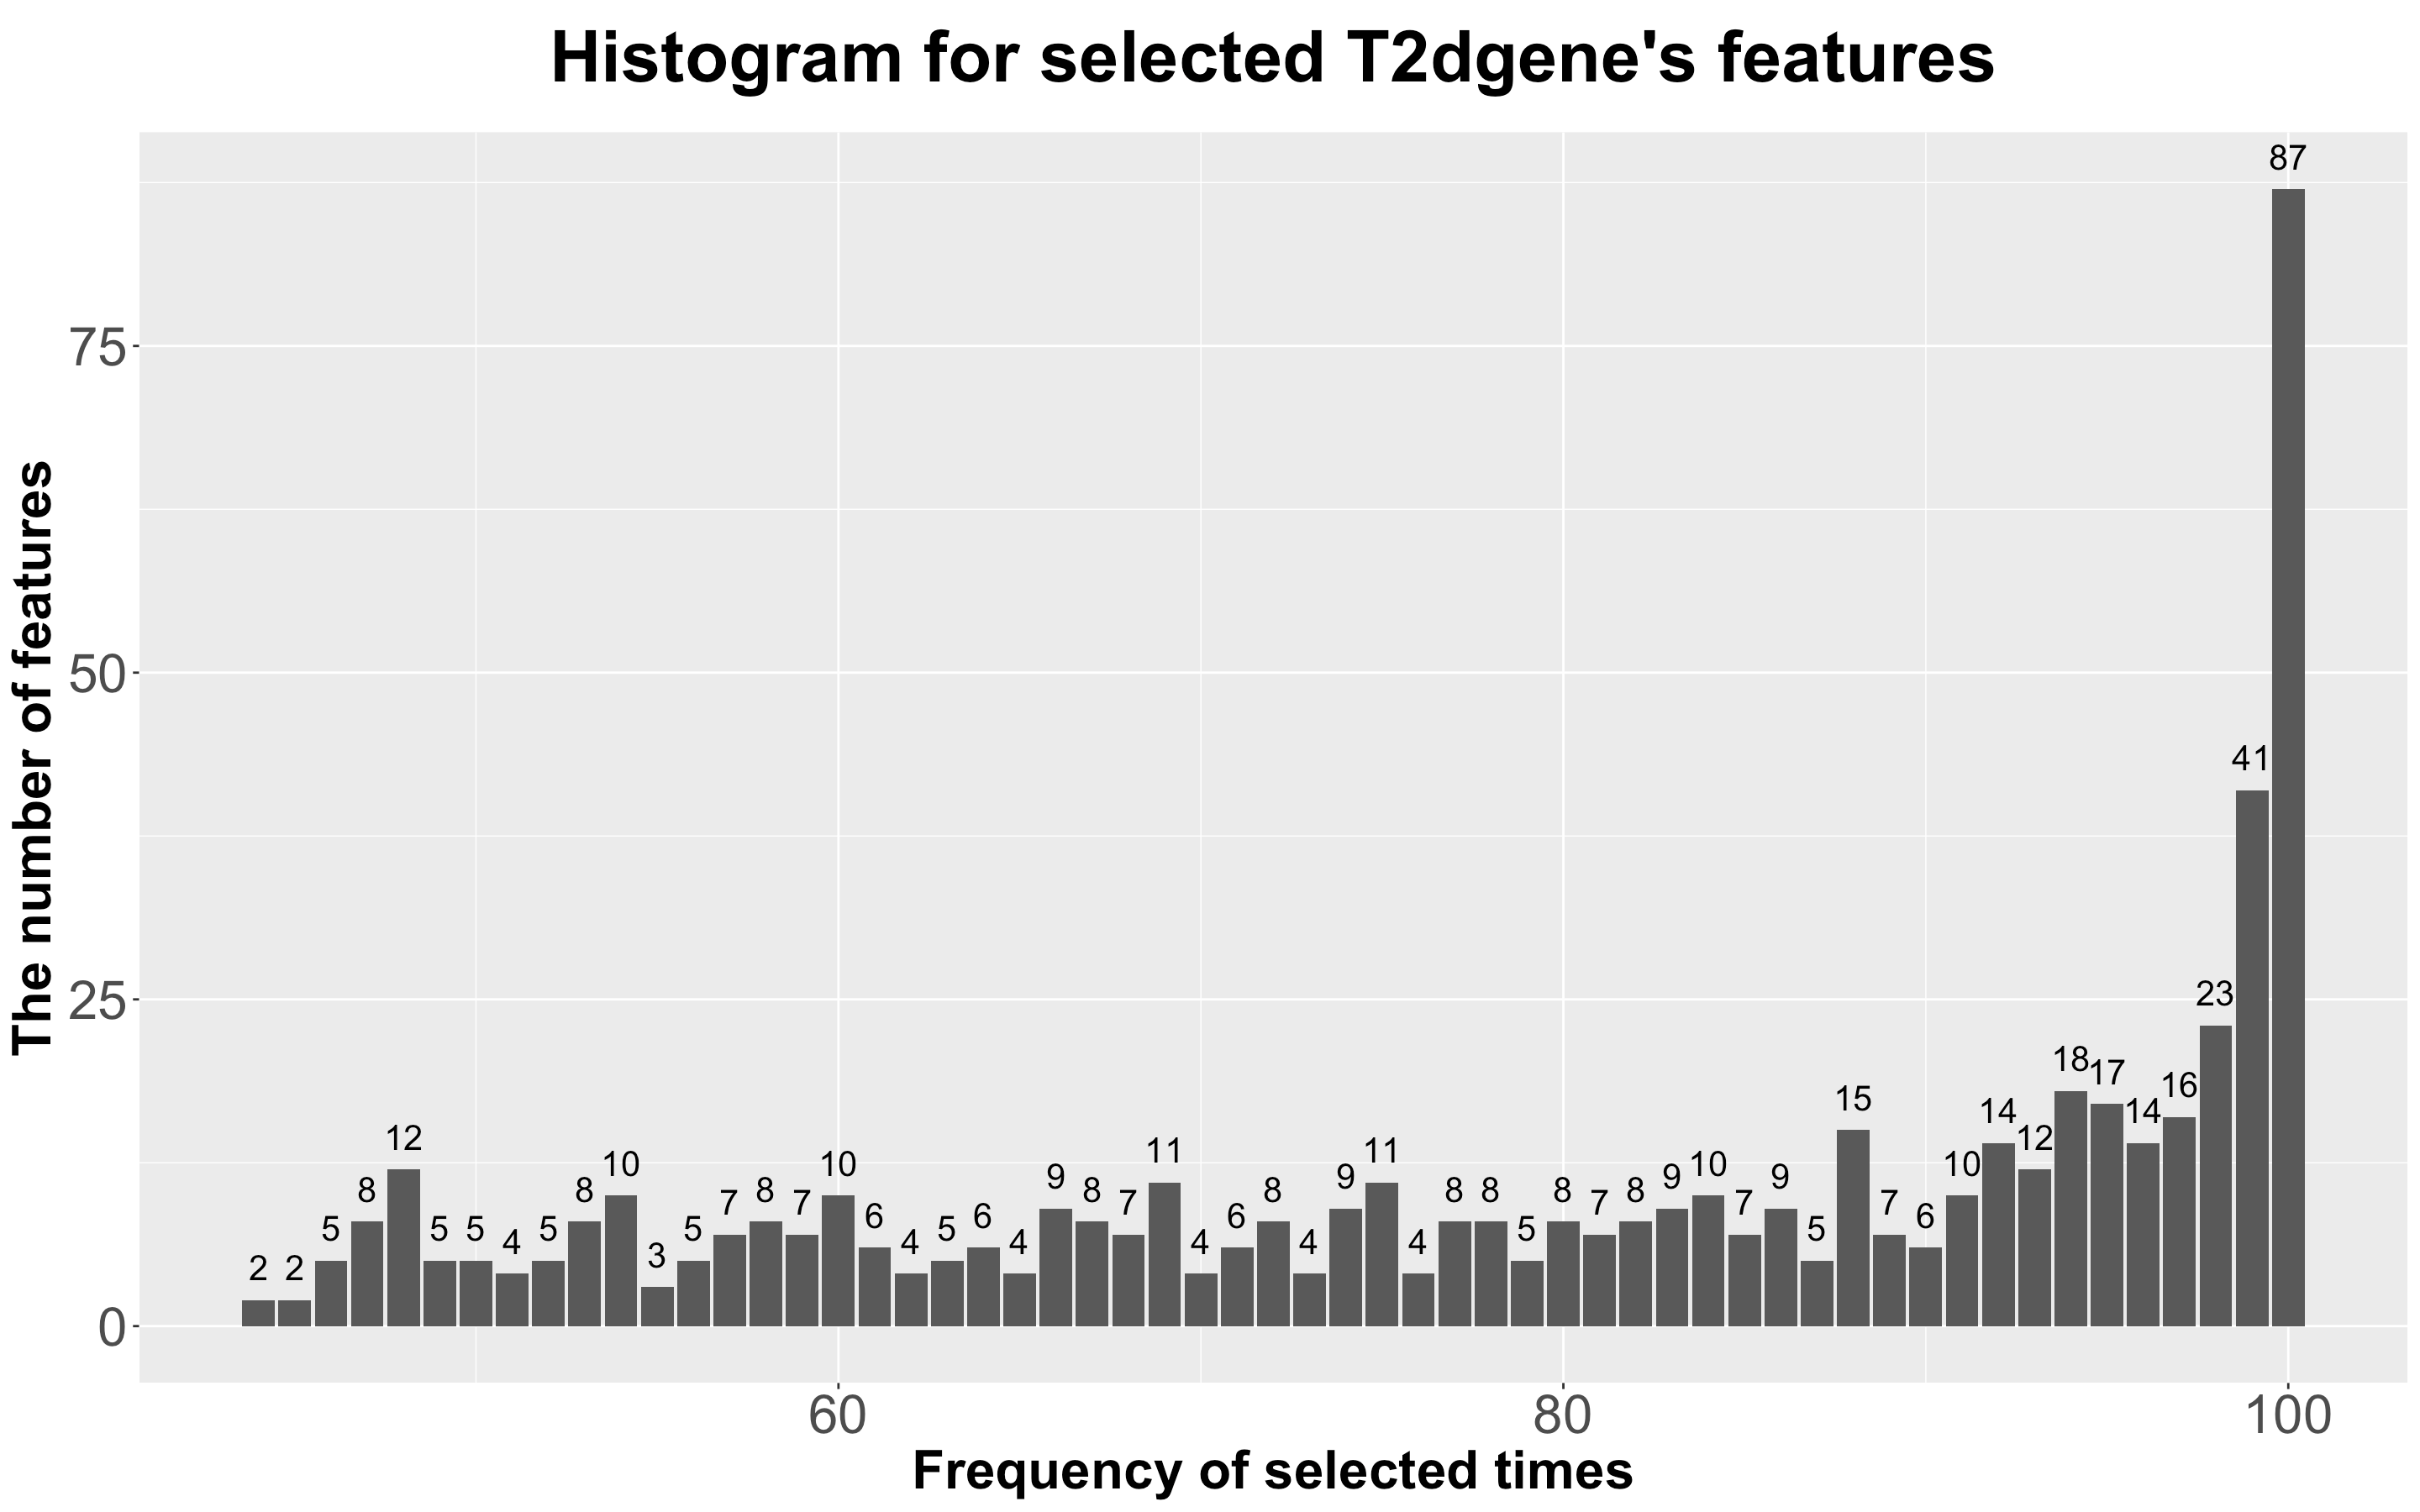 Histogram for selected T2dgene's features
The number of features
75
50
25
0
2 2 5 8 12 5 5 4 5 8 10 3 5 7 8 7 10 6 4 5 6 4 9 8 7 11 4 6 8 4 9 11 4 8 8 5 8 7 8 9 10 7 9 5 15 7 6 10 14 12 18 17 14 16 23 41 87
60 80 100
Frequency of selected times